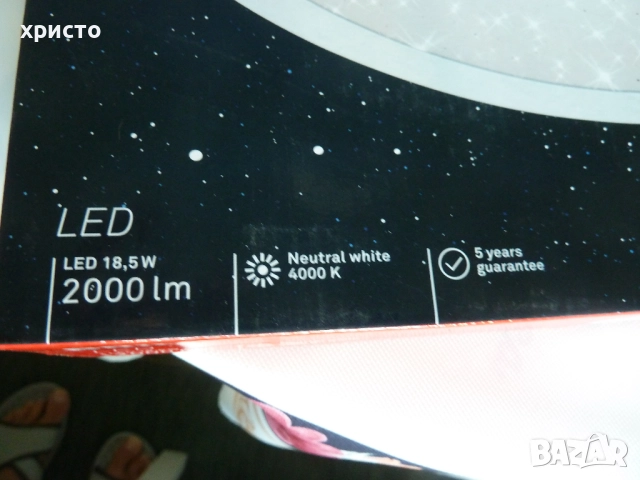 христо
LED
LED 18,5 W
2000 lm
Neutral white
4000 K
5 years
guarantee
BAZAR